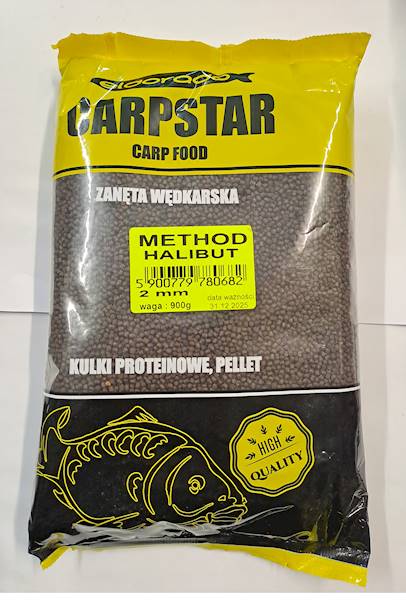 eldorado
CARPSTAR
CARP FOOD
ZANĘTA WĘDKARSKA
METHOD
HALIBUT
5 900779 780682
2 mm
data ważności
waga : 900g
31.12.2025
KULKI PROTEINOWE, PELLET
HIGH
QUALITY